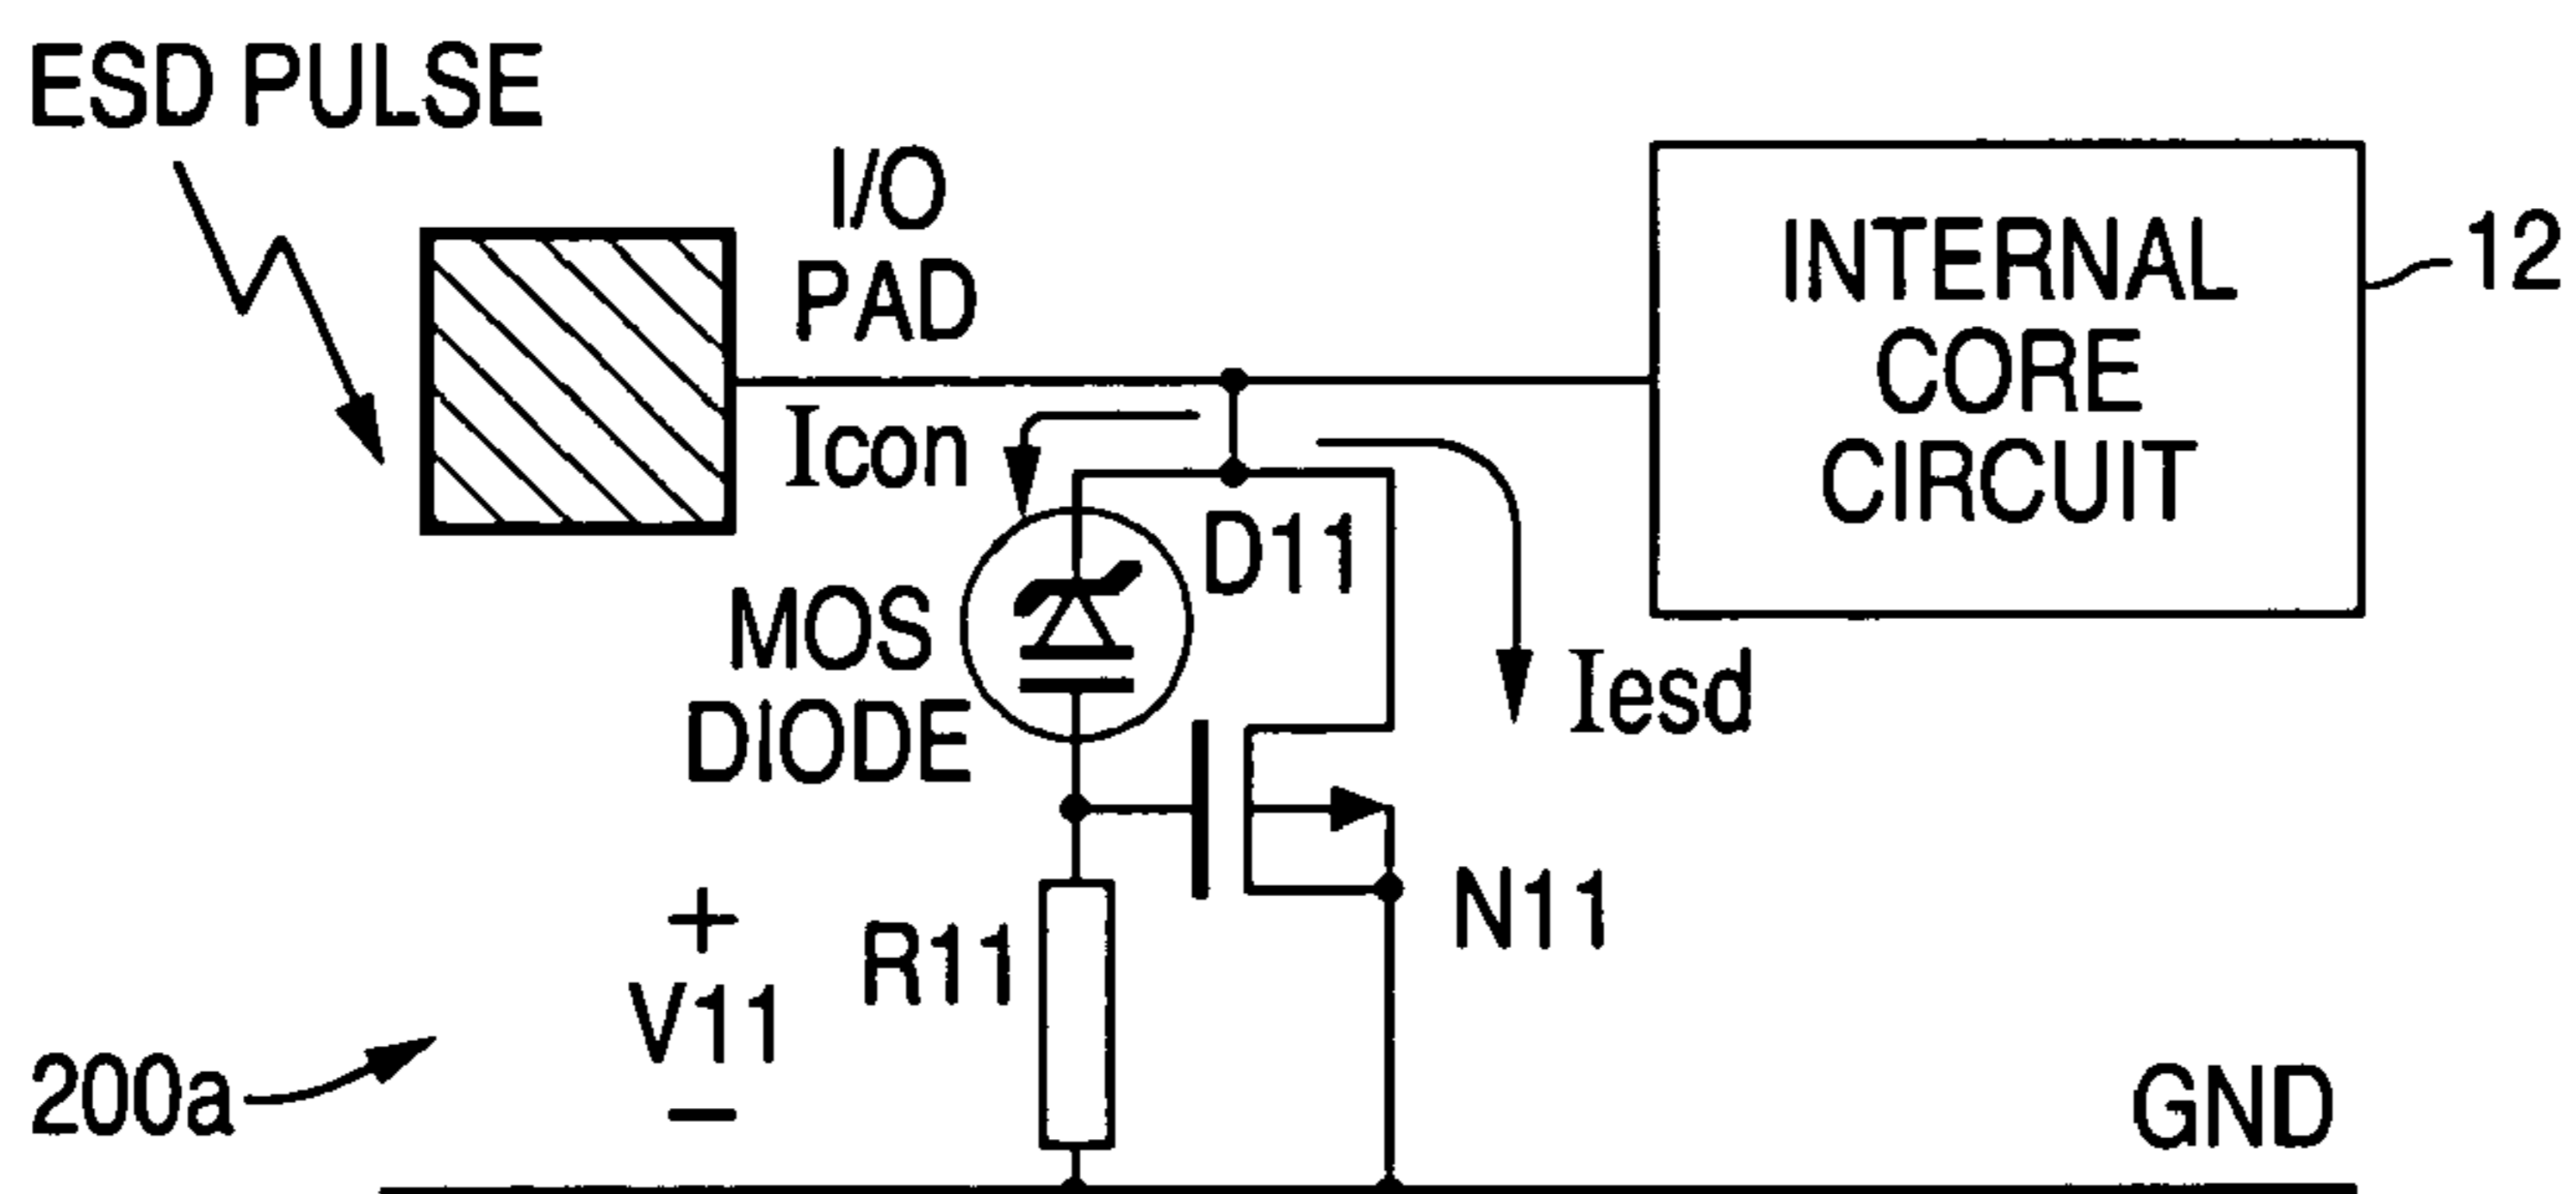 ESD PULSE
I/O
PAD
INTERNAL
CORE
CIRCUIT
12
Icon
D11
MOS
DIODE
Iesd
N11
R11
+
V11
−
200a
GND